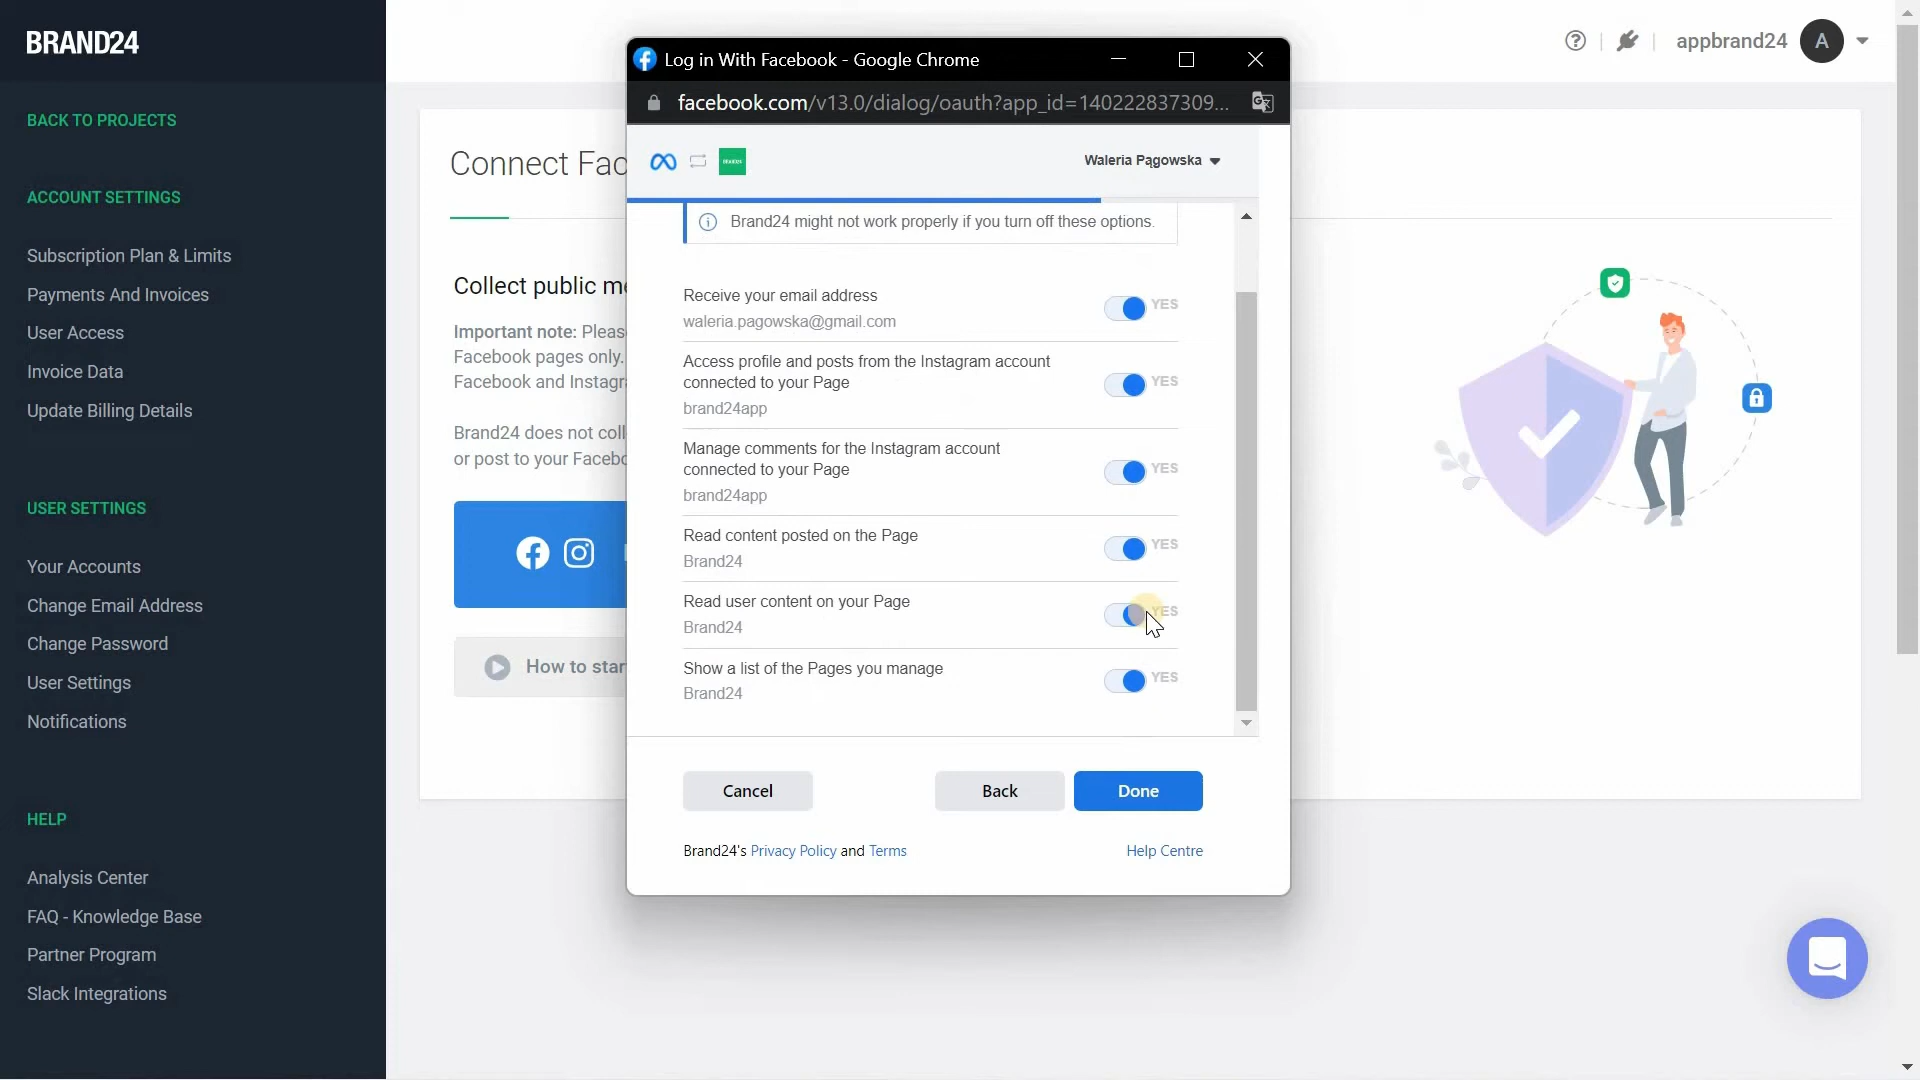 BRAND24
BACK TO PROJECTS
ACCOUNT SETTINGS
Subscription Plan & Limits
Payments And Invoices
User Access
Invoice Data
Update Billing Details
USER SETTINGS
Your Accounts
Change Email Address
Change Password
User Settings
Notifications
HELP
Analysis Center
FAQ - Knowledge Base
Partner Program
Slack Integrations
appbrand24
A
Connect Fac
Collect public me
Important note: Pleas
Facebook pages only.
Facebook and Instagra
Brand24 does not coll
or post to your Facebo
How to star
Log in With Facebook - Google Chrome
facebook.com/v13.0/dialog/oauth?app_id=140222837309...
Waleria Pągowska
Brand24 might not work properly if you turn off these options.
Receive your email address
waleria.pagowska@gmail.com
YES
Access profile and posts from the Instagram account
connected to your Page
brand24app
YES
Manage comments for the Instagram account
connected to your Page
brand24app
YES
Read content posted on the Page
Brand24
YES
Read user content on your Page
Brand24
YES
Show a list of the Pages you manage
Brand24
YES
Cancel
Back
Done
Brand24's Privacy Policy and Terms
Help Centre